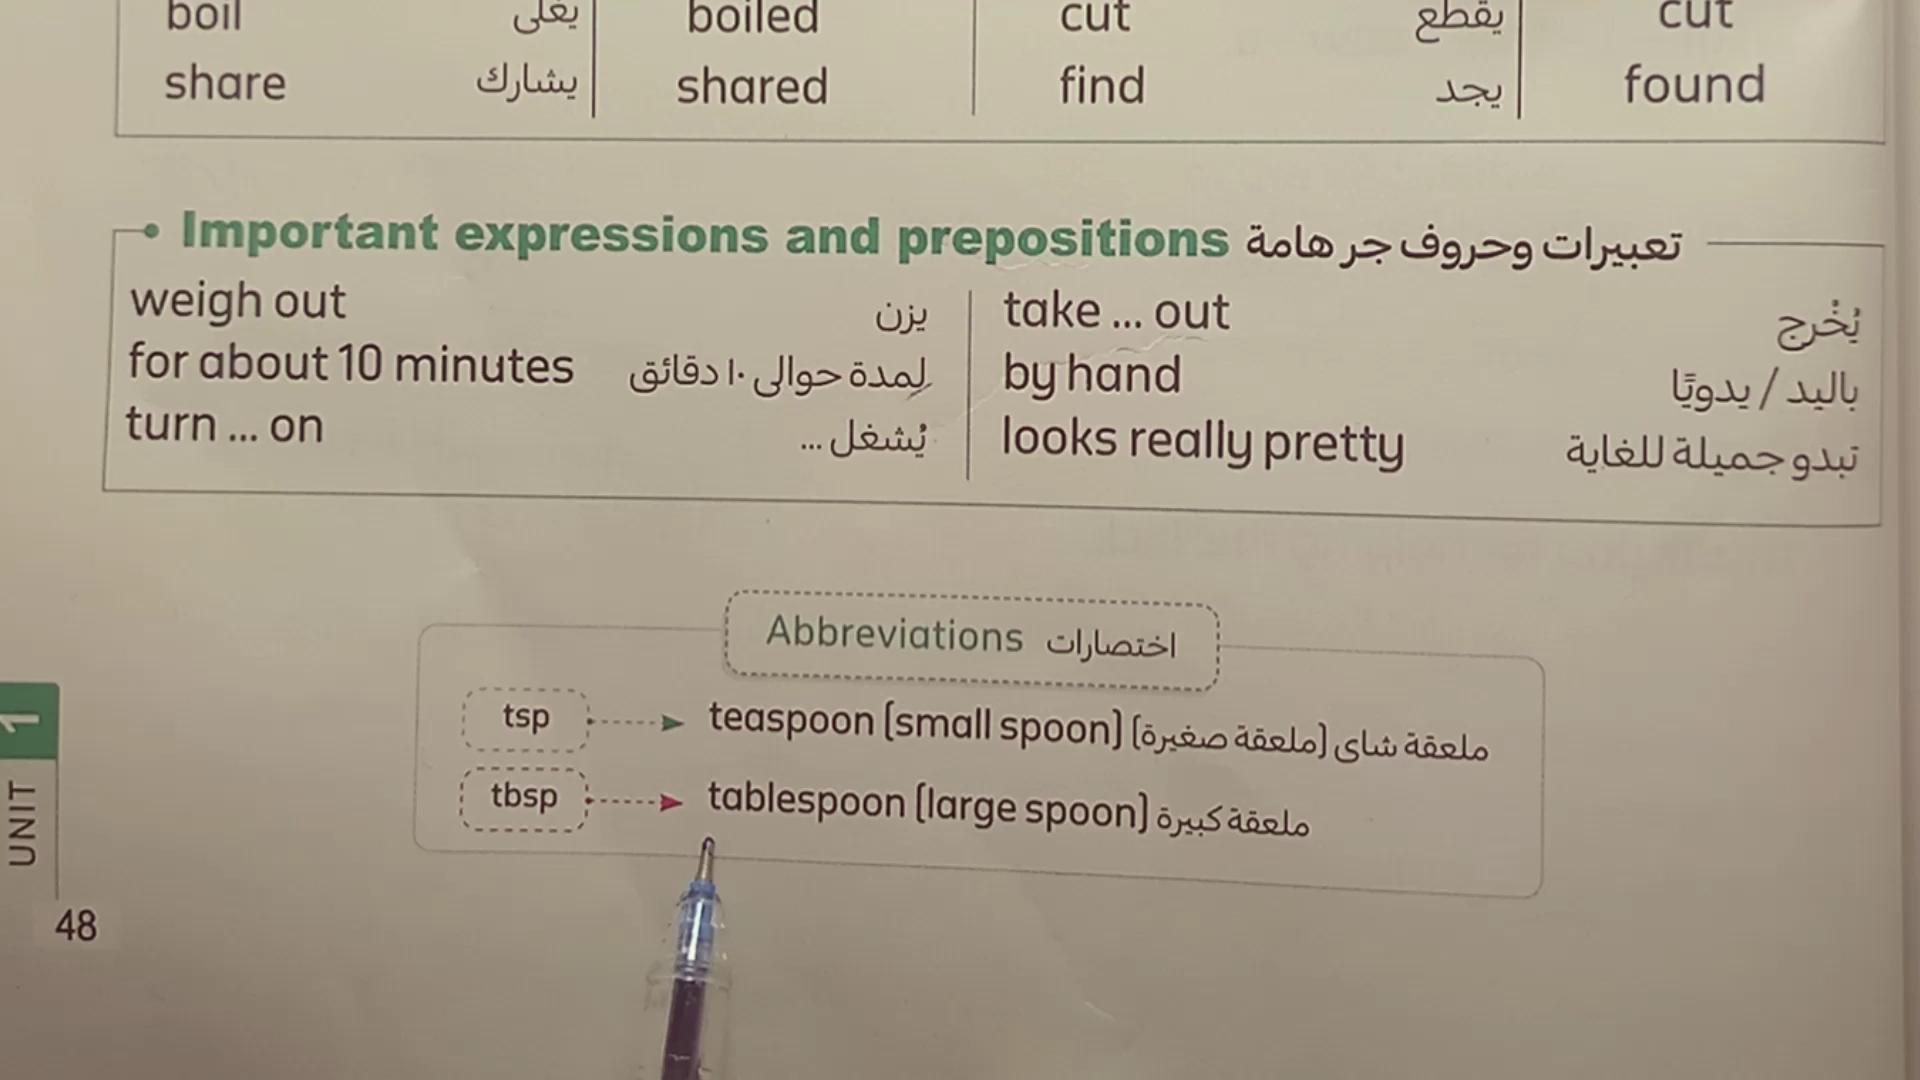 boil يغلى boiled cut يقطع cut
share يشارك shared find يجد found
Important expressions and prepositions تعبيرات وحروف جر هامة
weigh out يزن take ... out يُخْرج
for about 10 minutes لِمدة حوالى ١٠ دقائق by hand باليد / يدويًا
turn ... on يُشغل ... looks really pretty تبدو جميلة للغاية
Abbreviations اختصارات
tsp teaspoon (small spoon) ملعقة شاى (ملعقة صغيرة)
tbsp tablespoon (large spoon) ملعقة كبيرة
UNIT 1
48